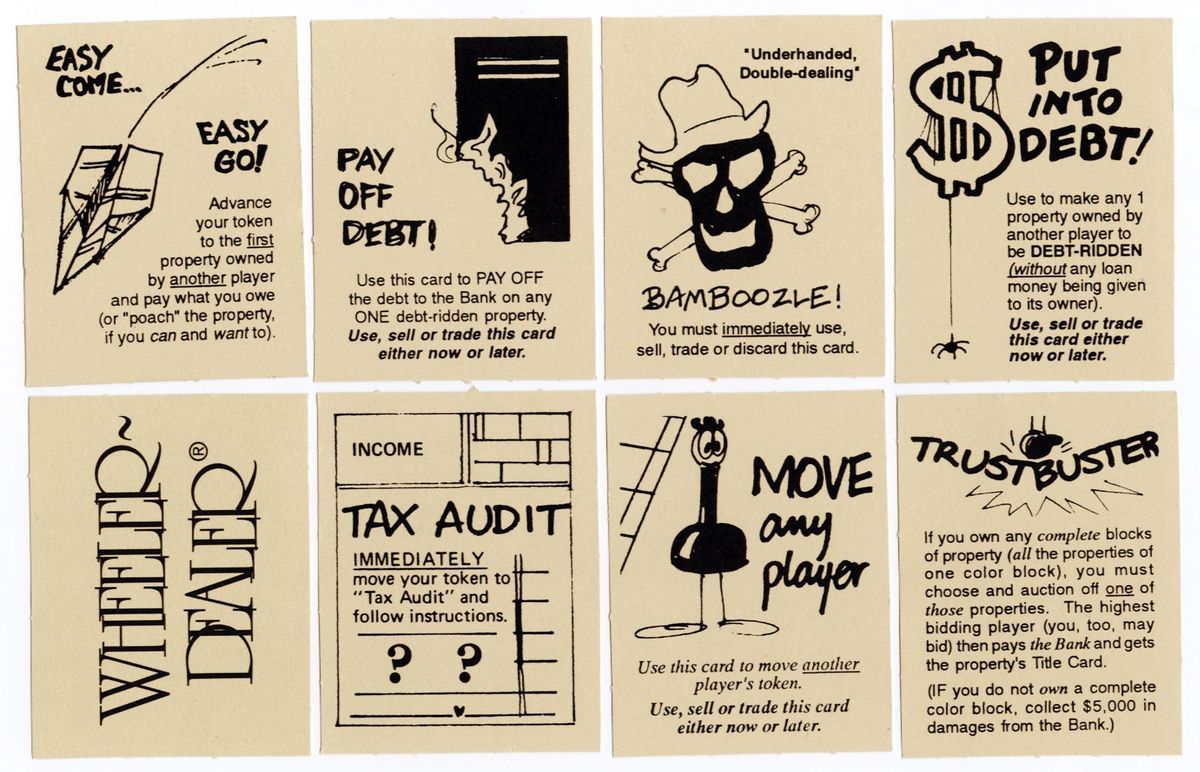 EASY
COME...
EASY
GO!
Advance
your token
to the first
property owned
by another player
and pay what you owe
(or "poach" the property,
if you can and want to).
PAY
OFF
DEBT!
Use this card to PAY OFF
the debt to the Bank on any
ONE debt-ridden property.
Use, sell or trade this card
either now or later.
"Underhanded,
Double-dealing"
BAMBOOZLE!
You must immediately use,
sell, trade or discard this card.
$
PUT
INTO
DEBT!
Use to make any 1
property owned by
another player to
be DEBT-RIDDEN
(without any loan
money being given
to its owner).
Use, sell or trade
this card either
now or later.
WHEELER~
DEALER®
INCOME
TAX AUDIT
IMMEDIATELY
move your token to
"Tax Audit" and
follow instructions.
? ?
MOVE
any
player
Use this card to move another
player's token.
Use, sell or trade this card
either now or later.
TRUSTBUSTER
If you own any complete blocks
of property (all the properties of
one color block), you must
choose and auction off one of
those properties. The highest
bidding player (you, too, may
bid) then pays the Bank and gets
the property's Title Card.
(IF you do not own a complete
color block, collect $5,000 in
damages from the Bank.)